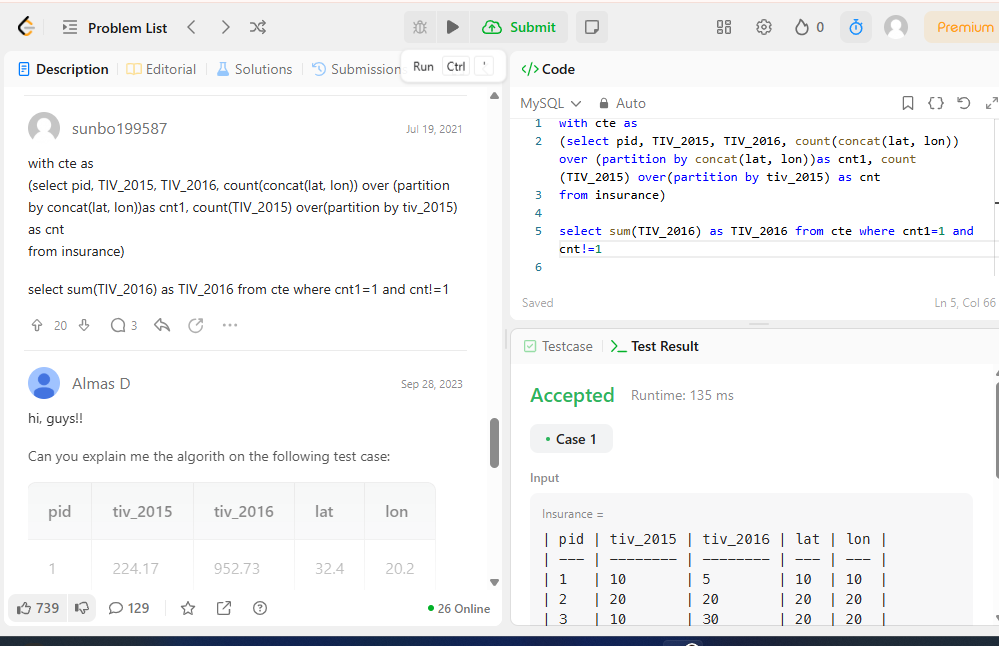 Problem List
Submit
0
Premium
Description
Editorial
Solutions
Submission
Run Ctrl '
</> Code
sunbo199587
Jul 19, 2021
with cte as
(select pid, TIV_2015, TIV_2016, count(concat(lat, lon)) over (partition
by concat(lat, lon))as cnt1, count(TIV_2015) over(partition by tiv_2015)
as cnt
from insurance)
select sum(TIV_2016) as TIV_2016 from cte where cnt1=1 and cnt!=1
20
3
Almas D
Sep 28, 2023
hi, guys!!
Can you explain me the algorith on the following test case:
pid tiv_2015 tiv_2016 lat lon
1 224.17 952.73 32.4 20.2
739
129
26 Online
MySQL
Auto
1 with cte as
2 (select pid, TIV_2015, TIV_2016, count(concat(lat, lon))
over (partition by concat(lat, lon))as cnt1, count
(TIV_2015) over(partition by tiv_2015) as cnt
3 from insurance)
4
5 select sum(TIV_2016) as TIV_2016 from cte where cnt1=1 and
cnt!=1
6
Saved
Ln 5, Col 66
Testcase
>_ Test Result
Accepted
Runtime: 135 ms
• Case 1
Input
Insurance =
| pid | tiv_2015 | tiv_2016 | lat | lon |
| --- | -------- | -------- | --- | --- |
| 1 | 10 | 5 | 10 | 10 |
| 2 | 20 | 20 | 20 | 20 |
| 3 | 10 | 30 | 20 | 20 |